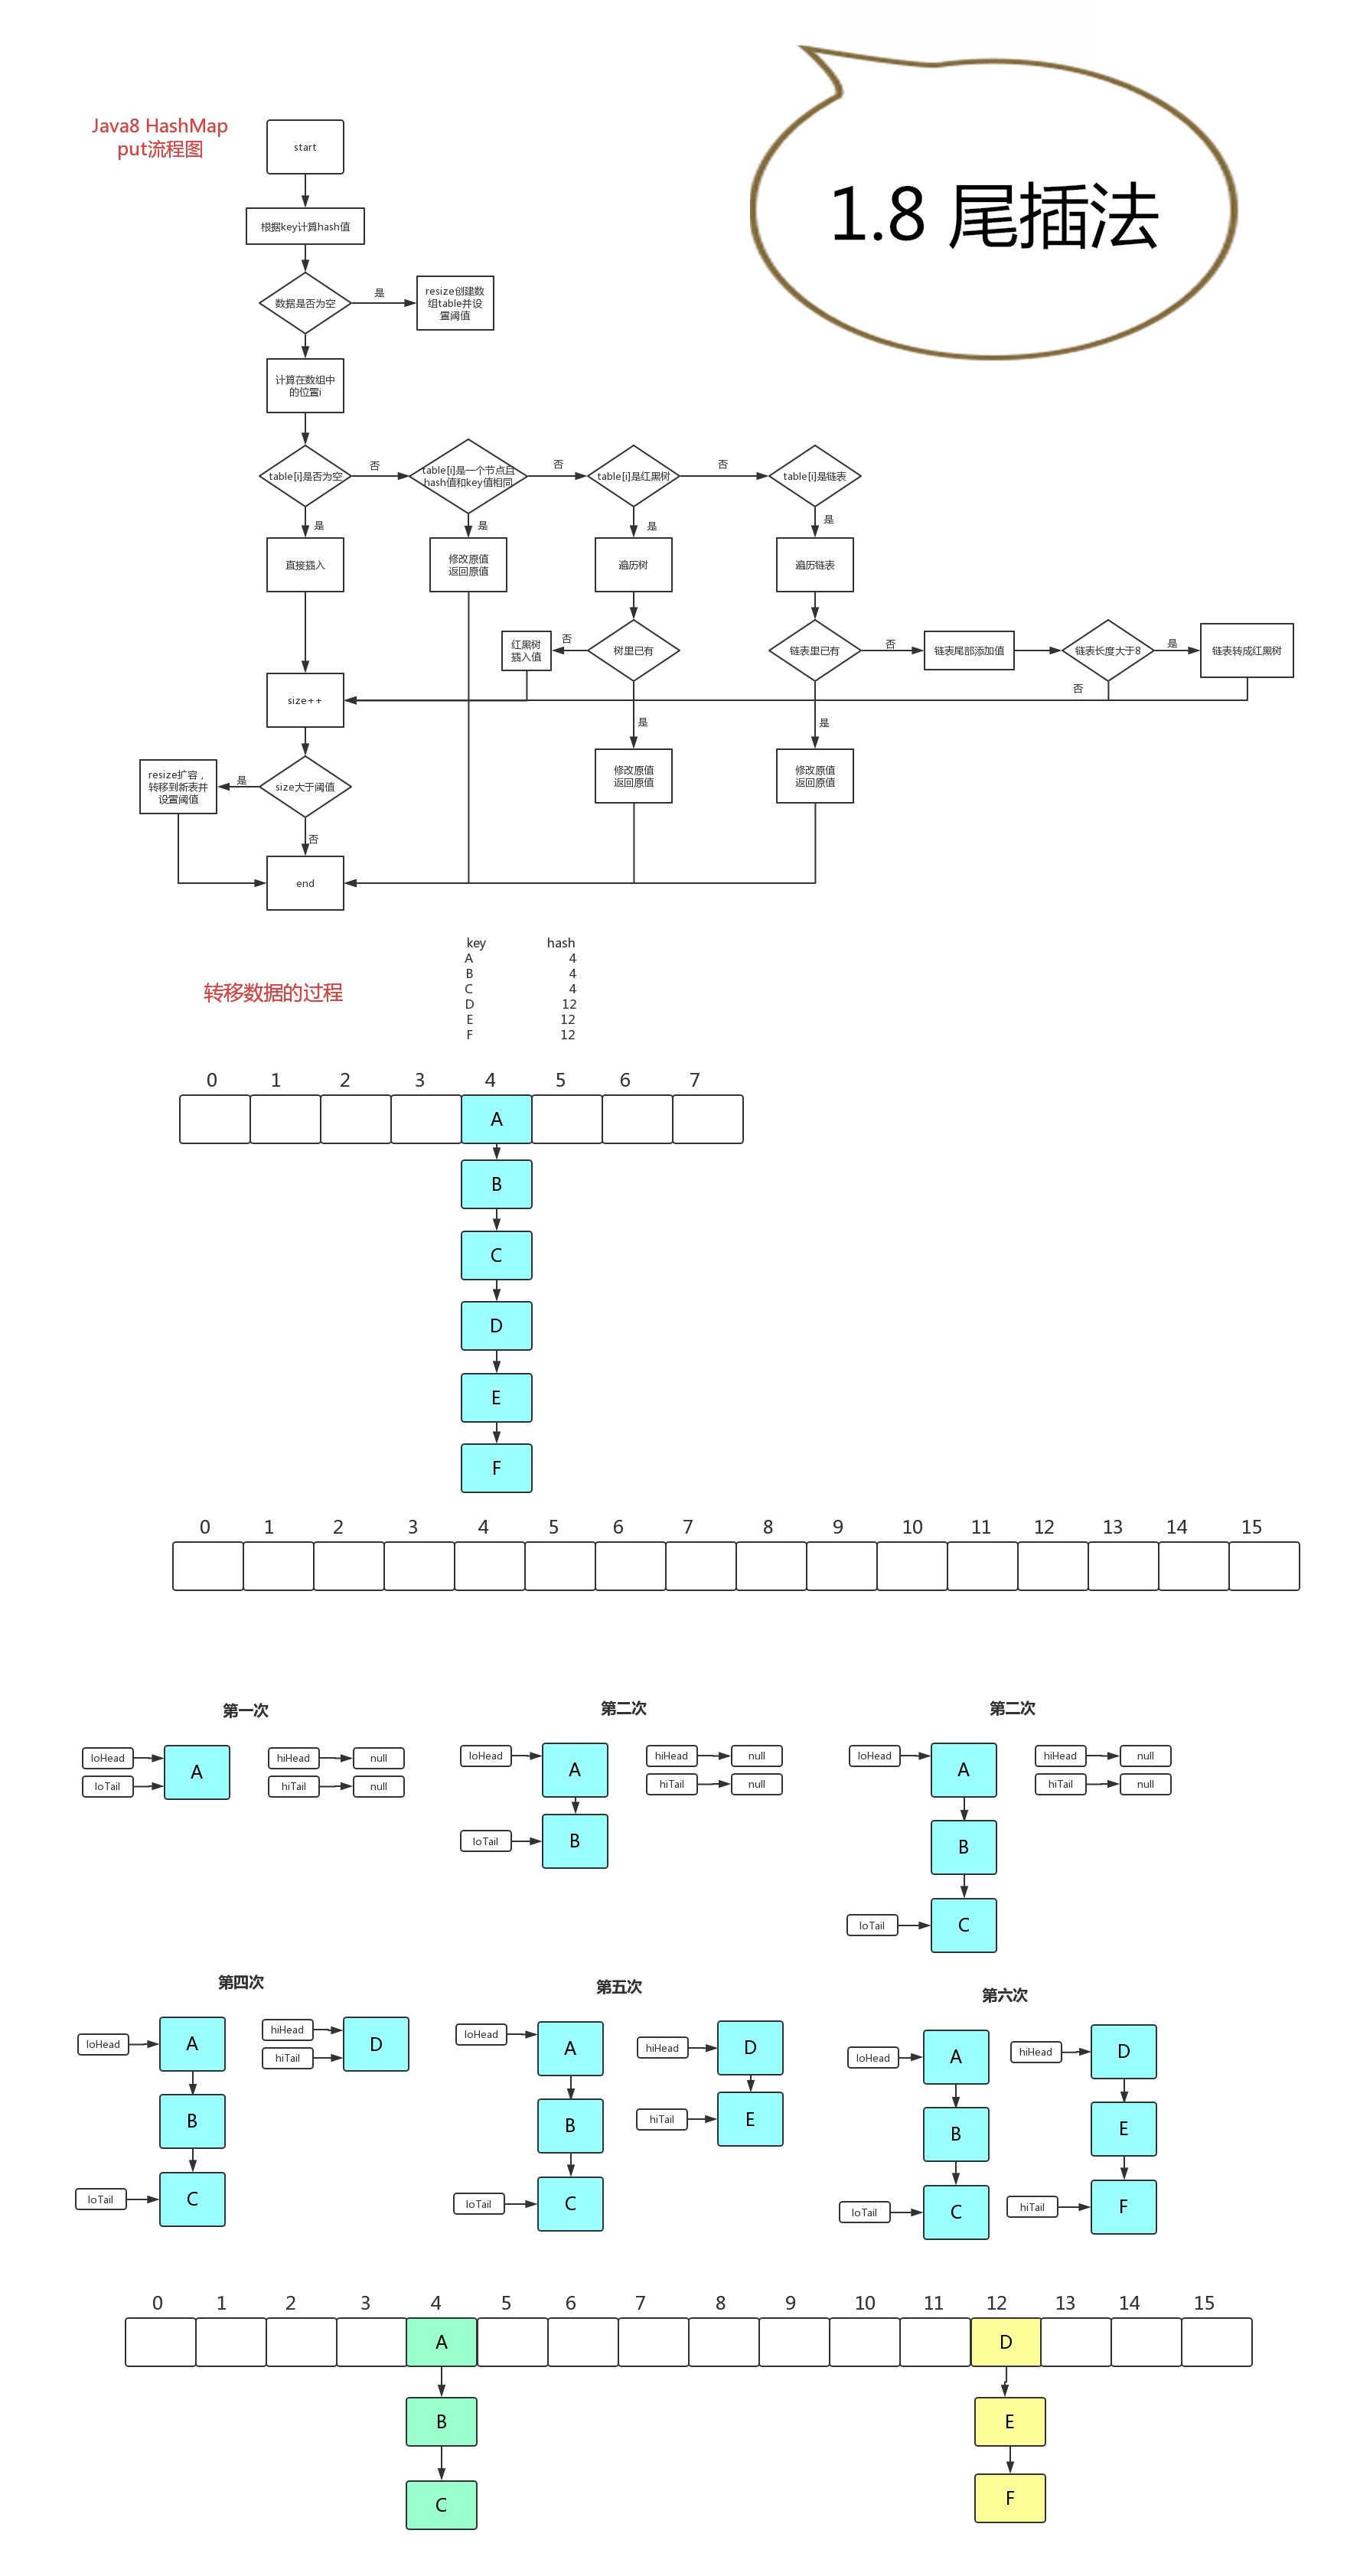 1.8 尾插法
Java8 HashMap
put流程图
start
根据key计算hash值
数据是否为空
是
resize创建数
组table并设
置阈值
计算在数组中
的位置i
table[i]是否为空
否
table[i]是一个节点且
hash值和key值相同
否
table[i]是红黑树
否
table[i]是链表
是
是
是
是
直接插入
修改原值
返回原值
遍历树
遍历链表
红黑树
插入值
否
树里已有
链表里已有
否
链表尾部添加值
链表长度大于8
是
链表转成红黑树
否
size++
是
是
resize扩容，
转移到新表并
设置阈值
是
size大于阈值
修改原值
返回原值
修改原值
返回原值
否
end
转移数据的过程
key hash
A 4
B 4
C 4
D 12
E 12
F 12
0 1 2 3 4 5 6 7
A
B
C
D
E
F
0 1 2 3 4 5 6 7 8 9 10 11 12 13 14 15
第一次
loHead
loTail
A
hiHead
null
hiTail
null
第二次
loHead
A
hiHead
null
hiTail
null
loTail
B
第二次
loHead
A
hiHead
null
hiTail
null
B
loTail
C
第四次
loHead
A
hiHead
hiTail
D
B
loTail
C
第五次
loHead
A
hiHead
D
B
hiTail
E
loTail
C
第六次
loHead
A
hiHead
D
B
E
loTail
C
hiTail
F
0 1 2 3 4 5 6 7 8 9 10 11 12 13 14 15
A D
B E
C F